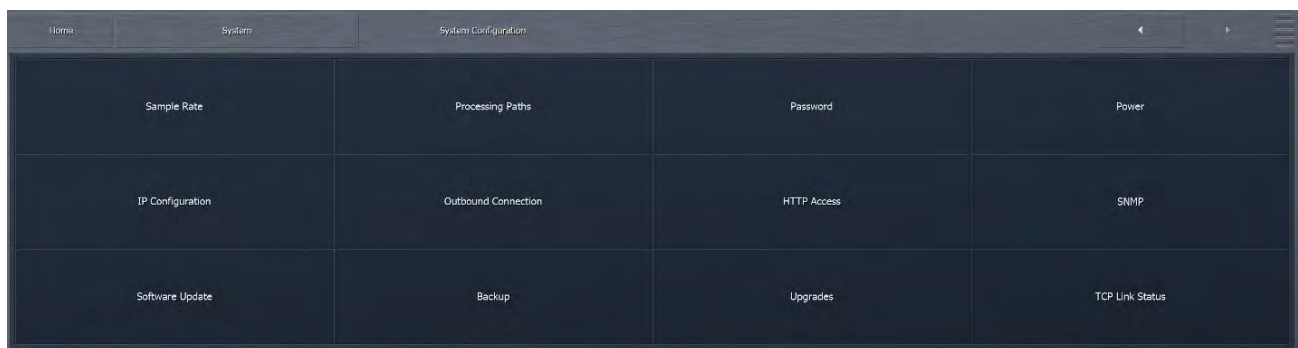 Home System System Configuration
Sample Rate Processing Paths Password Power
IP Configuration Outbound Connection HTTP Access SNMP
Software Update Backup Upgrades TCP Link Status